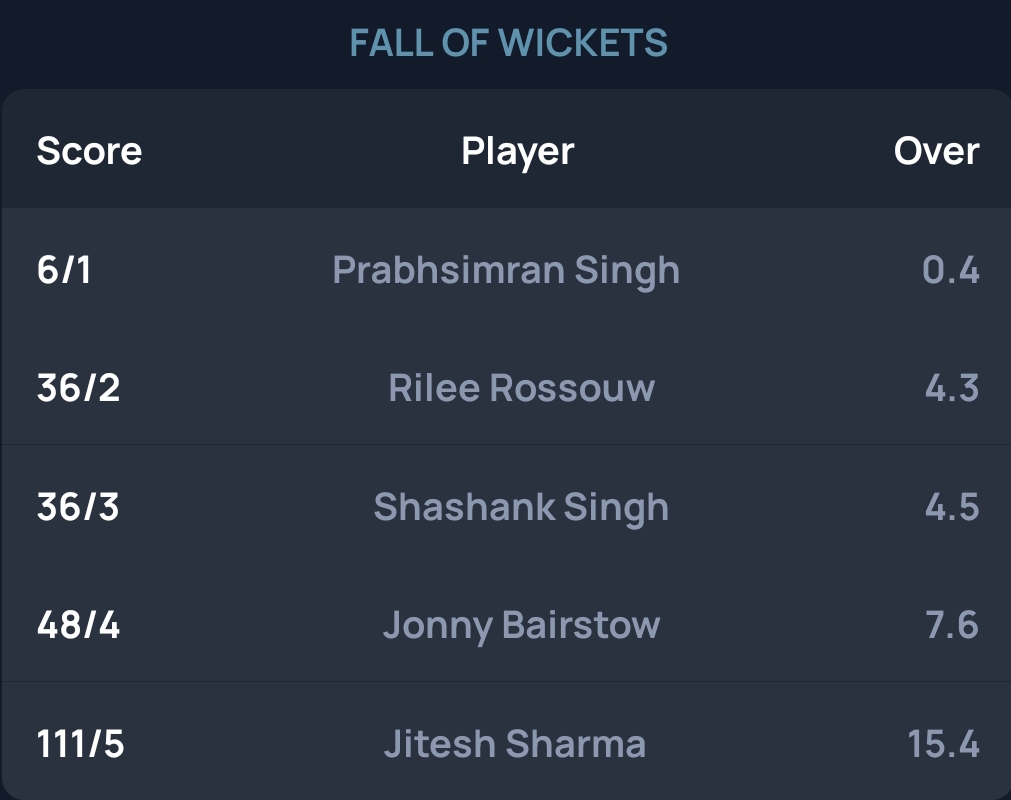 FALL OF WICKETS
Score Player Over
6/1 Prabhsimran Singh 0.4
36/2 Rilee Rossouw 4.3
36/3 Shashank Singh 4.5
48/4 Jonny Bairstow 7.6
111/5 Jitesh Sharma 15.4